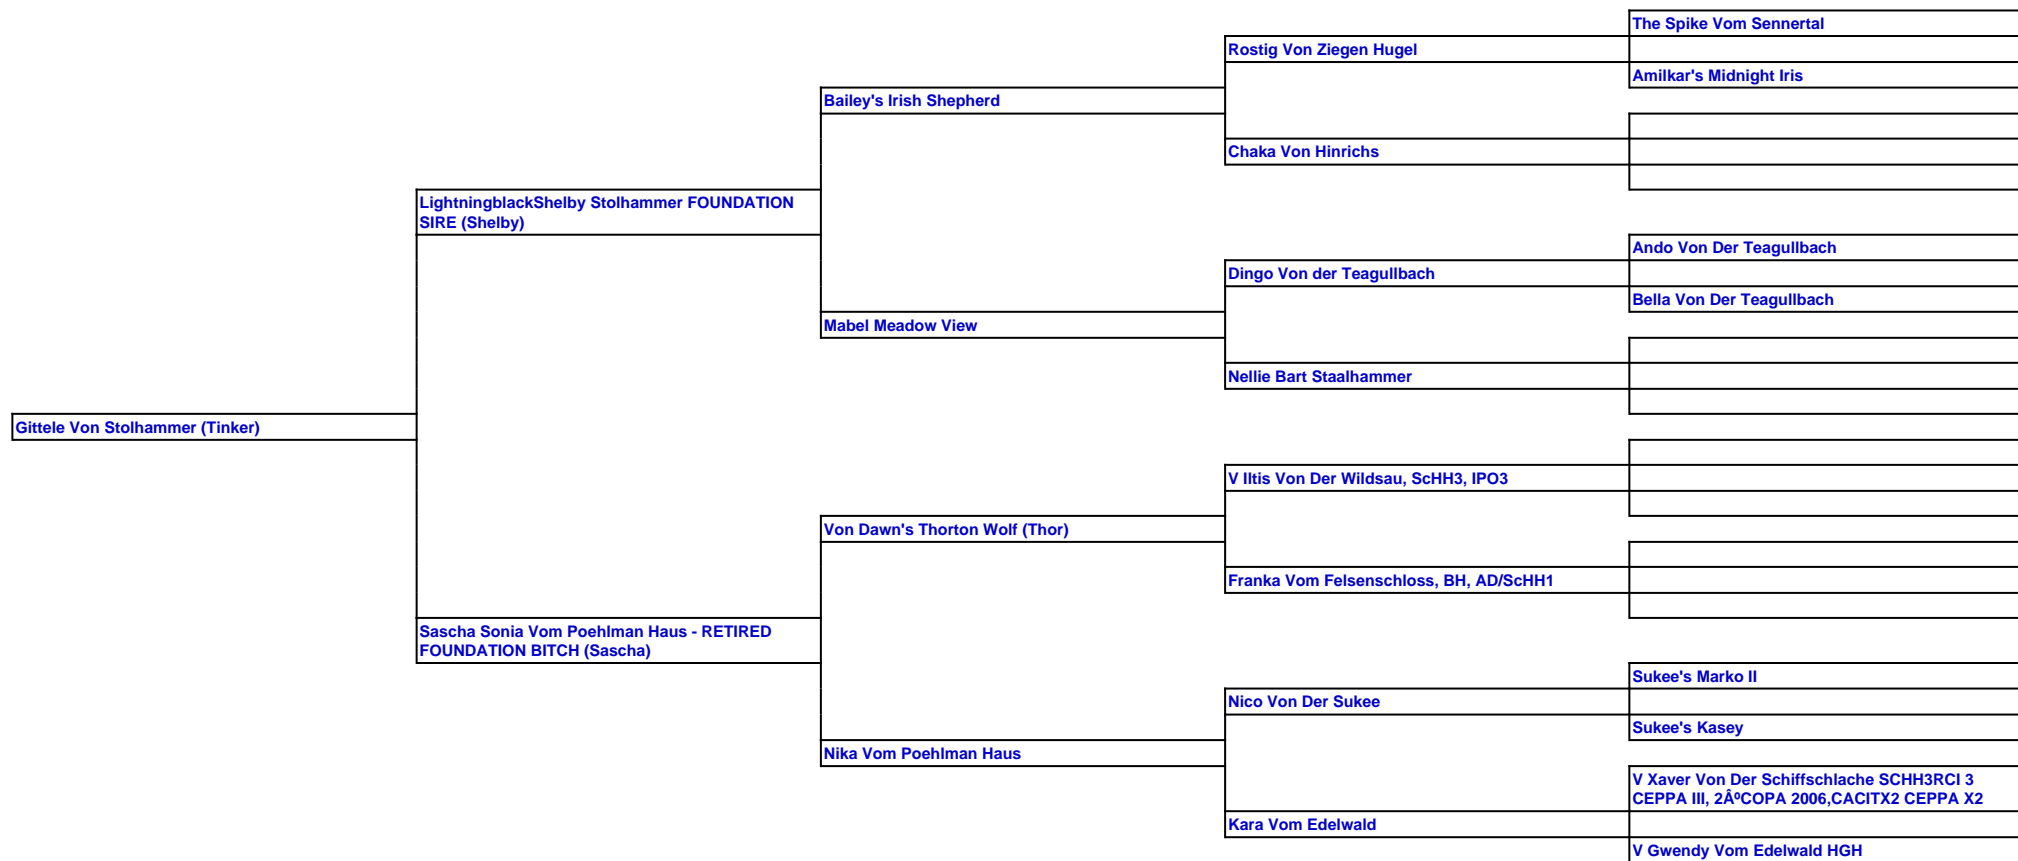 The Spike Vom Sennertal
Rostig Von Ziegen Hugel
Amilkar's Midnight Iris
Bailey's Irish Shepherd
Chaka Von Hinrichs
LightningblackShelby Stolhammer FOUNDATION
SIRE (Shelby)
Ando Von Der Teagullbach
Dingo Von der Teagullbach
Bella Von Der Teagullbach
Mabel Meadow View
Nellie Bart Staalhammer
Gittele Von Stolhammer (Tinker)
V Iltis Von Der Wildsau, ScHH3, IPO3
Von Dawn's Thorton Wolf (Thor)
Franka Vom Felsenschloss, BH, AD/ScHH1
Sascha Sonia Vom Poehlman Haus - RETIRED
FOUNDATION BITCH (Sascha)
Sukee's Marko II
Nico Von Der Sukee
Sukee's Kasey
Nika Vom Poehlman Haus
V Xaver Von Der Schiffschlache SCHH3RCI 3
CEPPA III, 2ÂºCOPA 2006,CACITX2 CEPPA X2
Kara Vom Edelwald
V Gwendy Vom Edelwald HGH